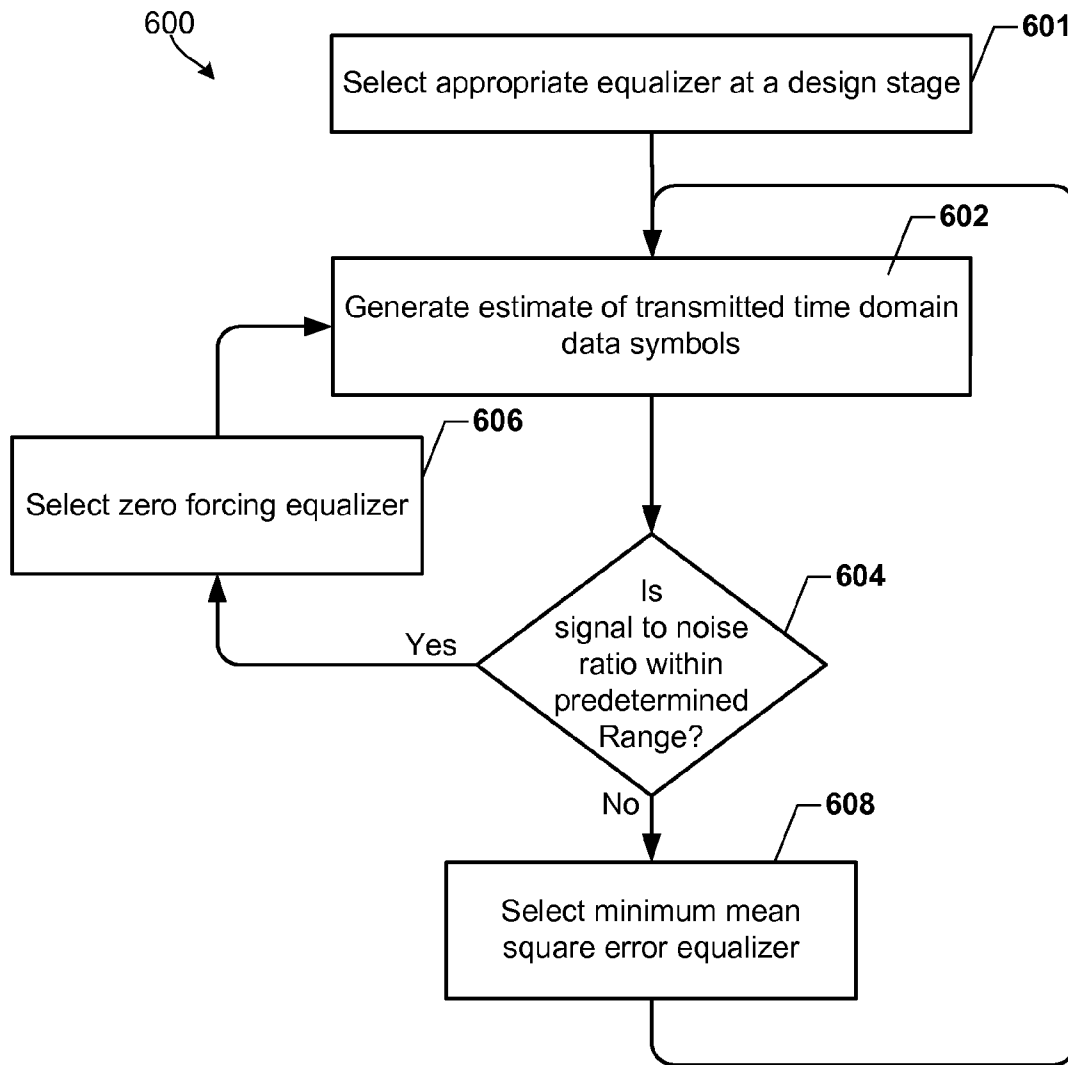 600
601
Select appropriate equalizer at a design stage
602
Generate estimate of transmitted time domain
data symbols
606
Select zero forcing equalizer
604
Is
signal to noise
ratio within
predetermined
Range?
Yes
No
608
Select minimum mean
square error equalizer